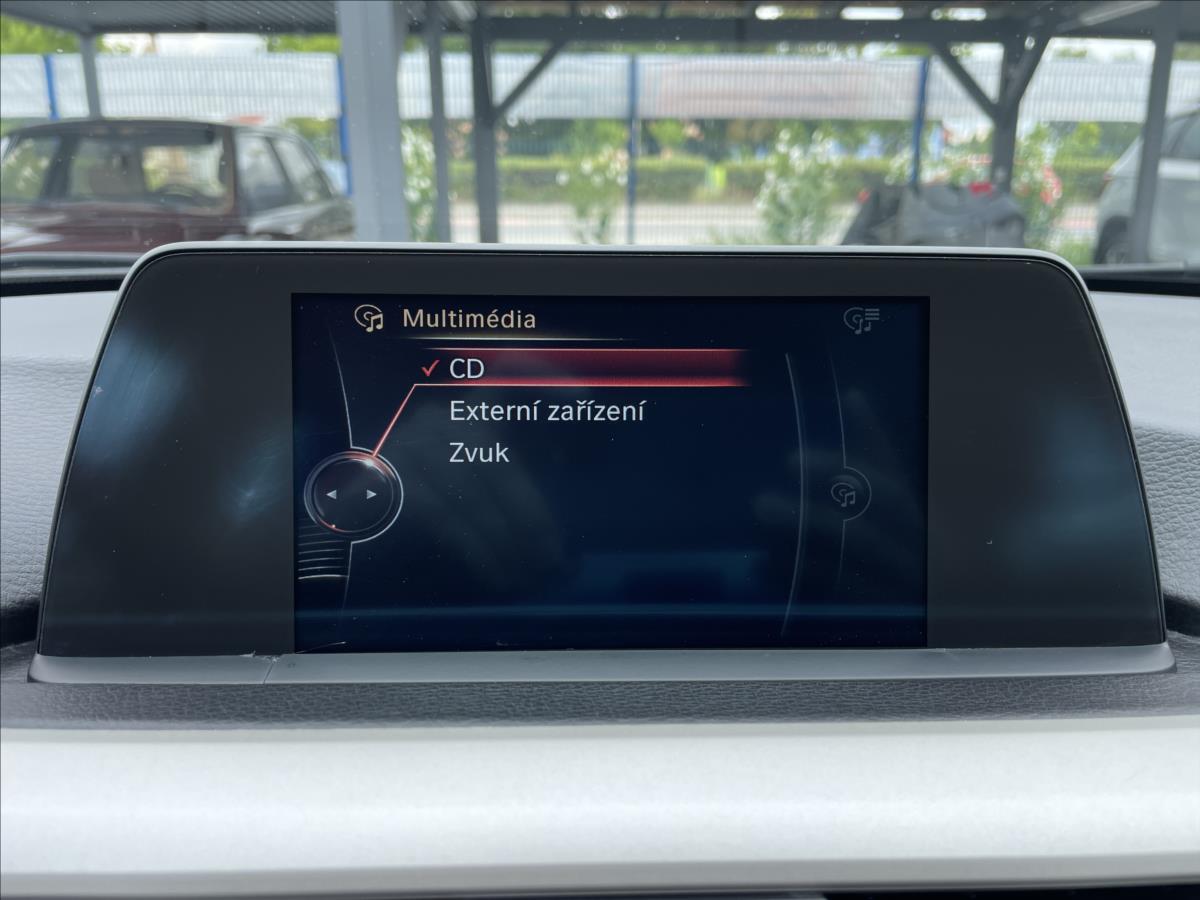 Multimédia
CD
Externí zařízení
Zvuk